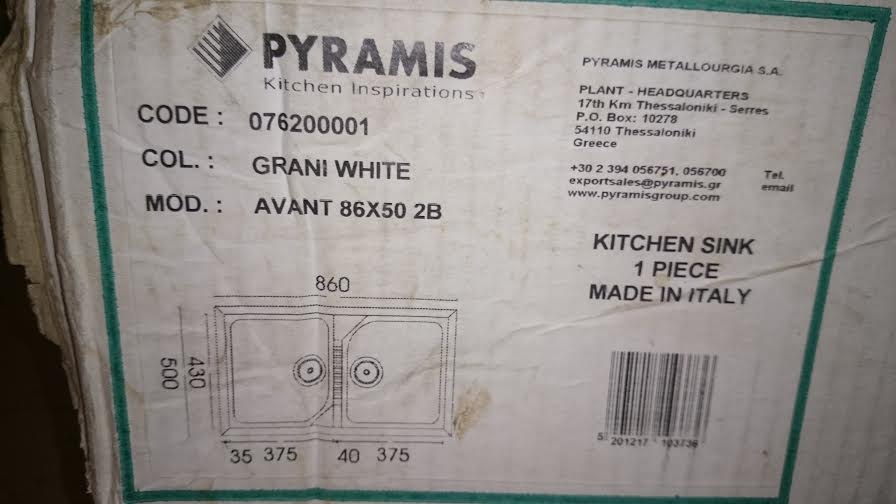 PYRAMIS
Kitchen Inspirations
CODE : 076200001
COL. : GRANI WHITE
MOD. : AVANT 86X50 2B
860
430
500
35 375 40 375
PYRAMIS METALLOURGIA S.A.
PLANT - HEADQUARTERS
17th Km Thessaloniki - Serres
P.O. Box: 10278
54110 Thessaloniki
Greece
+30 2 394 056751, 056700 Tel.
exportsales@pyramis.gr email
www.pyramisgroup.com
KITCHEN SINK
1 PIECE
MADE IN ITALY
5 201217 103736